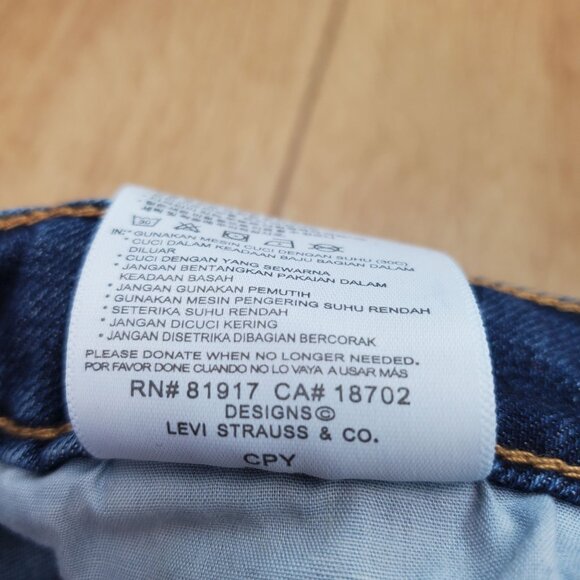 30
IN: • GUNAKAN MESIN CUCI DENGAN SUHU (30C)
• CUCI DALAM KEADAAN BAJU BAGIAN DALAM
DILUAR
• CUCI DENGAN YANG SEWARNA
• JANGAN BENTANGKAN PAKAIAN DALAM
KEADAAN BASAH
• JANGAN GUNAKAN PEMUTIH
• GUNAKAN MESIN PENGERING SUHU RENDAH
• SETERIKA SUHU RENDAH
• JANGAN DICUCI KERING
• JANGAN DISETRIKA DIBAGIAN BERCORAK
PLEASE DONATE WHEN NO LONGER NEEDED.
POR FAVOR DONE CUANDO NO LO VAYA A USAR MÁS
RN# 81917 CA# 18702
DESIGNS©
LEVI STRAUSS & CO.
CPY